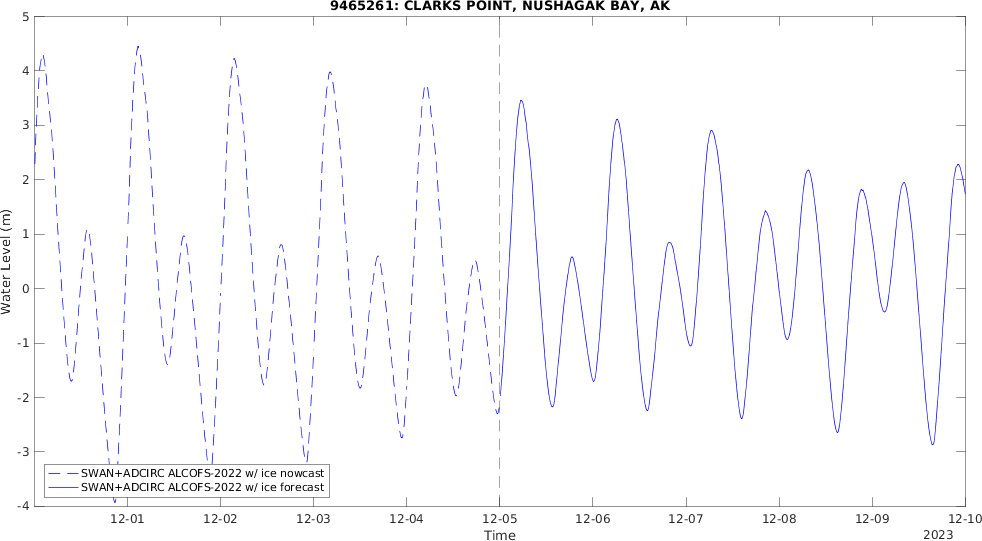 9465261: CLARKS POINT, NUSHAGAK BAY, AK
Water Level (m)
5
4
3
2
1
0
-1
-2
-3
-4
SWAN+ADCIRC ALCOFS-2022 w/ ice nowcast
SWAN+ADCIRC ALCOFS-2022 w/ ice forecast
12-01 12-02 12-03 12-04 12-05 12-06 12-07 12-08 12-09 12-10
Time
2023